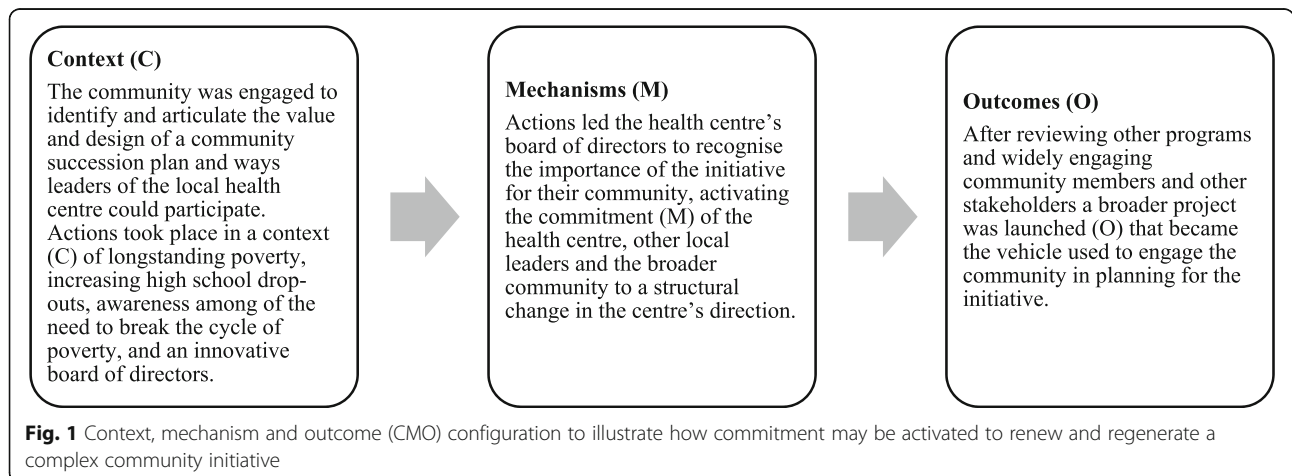 Context (C)
The community was engaged to
identify and articulate the value
and design of a community
succession plan and ways
leaders of the local health
centre could participate.
Actions took place in a context
(C) of longstanding poverty,
increasing high school drop-
outs, awareness among of the
need to break the cycle of
poverty, and an innovative
board of directors.
Mechanisms (M)
Actions led the health centre's
board of directors to recognise
the importance of the initiative
for their community, activating
the commitment (M) of the
health centre, other local
leaders and the broader
community to a structural
change in the centre's direction.
Outcomes (O)
After reviewing other programs
and widely engaging
community members and other
stakeholders a broader project
was launched (O) that became
the vehicle used to engage the
community in planning for the
initiative.
Fig. 1 Context, mechanism and outcome (CMO) configuration to illustrate how commitment may be activated to renew and regenerate a
complex community initiative